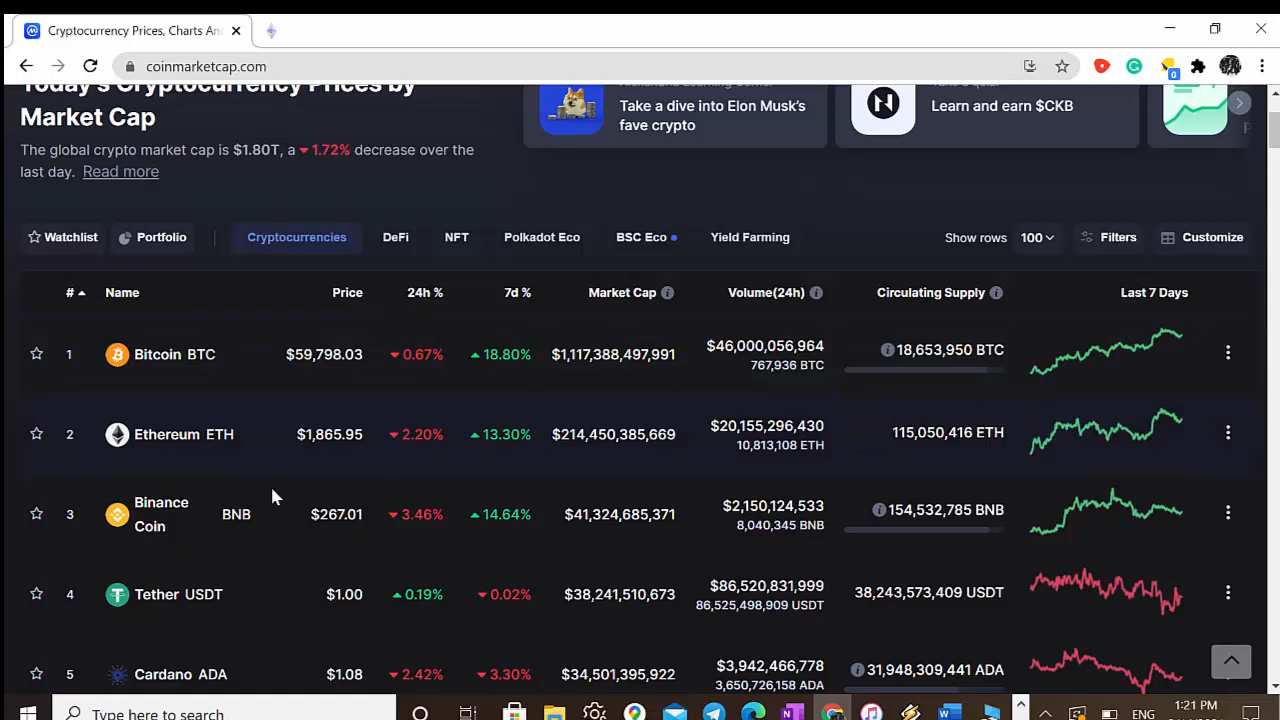 Cryptocurrency Prices, Charts An
coinmarketcap.com
0
Today's Cryptocurrency Prices by
Market Cap
The global crypto market cap is $1.80T, a 1.72% decrease over the
last day. Read more
Take a dive into Elon Musk's
fave crypto
Learn and earn $CKB
Watchlist Portfolio Cryptocurrencies DeFi NFT Polkadot Eco BSC Eco Yield Farming Show rows 100 Filters Customize
# Name Price 24h % 7d % Market Cap Volume(24h) Circulating Supply Last 7 Days
1 Bitcoin BTC $59,798.03 0.67% 18.80% $1,117,388,497,991 $46,000,056,964 18,653,950 BTC
767,936 BTC
2 Ethereum ETH $1,865.95 2.20% 13.30% $214,450,385,669 $20,155,296,430 115,050,416 ETH
10,813,108 ETH
3 Binance Coin BNB $267.01 3.46% 14.64% $41,324,685,371 $2,150,124,533 154,532,785 BNB
8,040,345 BNB
4 Tether USDT $1.00 0.19% 0.02% $38,241,510,673 $86,520,831,999 38,243,573,409 USDT
86,525,498,909 USDT
5 Cardano ADA $1.08 2.42% 3.30% $34,501,395,922 $3,942,466,778 31,948,309,441 ADA
3,650,726,158 ADA
Type here to search
ENG
1:21 PM